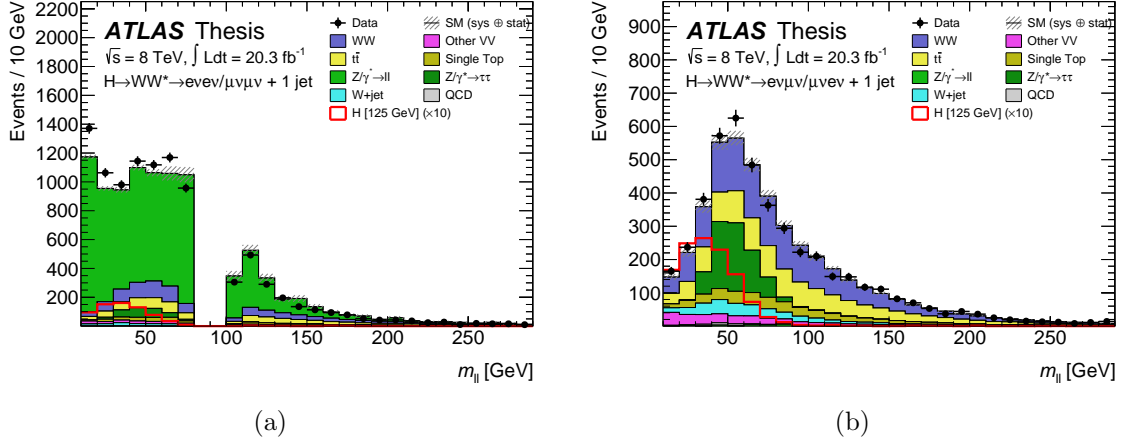 Events / 10 GeV
2200
2000
1800
1600
1400
1200
1000
800
600
400
200
50 100 150 200 250
m_ll [GeV]
ATLAS Thesis
√s = 8 TeV, ∫ Ldt = 20.3 fb⁻¹
H→WW*→eνeν/μνμν + 1 jet
Data SM (sys ⊕ stat)
WW Other VV
tt̄ Single Top
Z/γ*→ll Z/γ*→ττ
W+jet QCD
H [125 GeV] (×10)
(a)
Events / 10 GeV
900
800
700
600
500
400
300
200
100
50 100 150 200 250
m_ll [GeV]
ATLAS Thesis
√s = 8 TeV, ∫ Ldt = 20.3 fb⁻¹
H→WW*→eνμν/μνeν + 1 jet
Data SM (sys ⊕ stat)
WW Other VV
tt̄ Single Top
Z/γ*→ll Z/γ*→ττ
W+jet QCD
H [125 GeV] (×10)
(b)